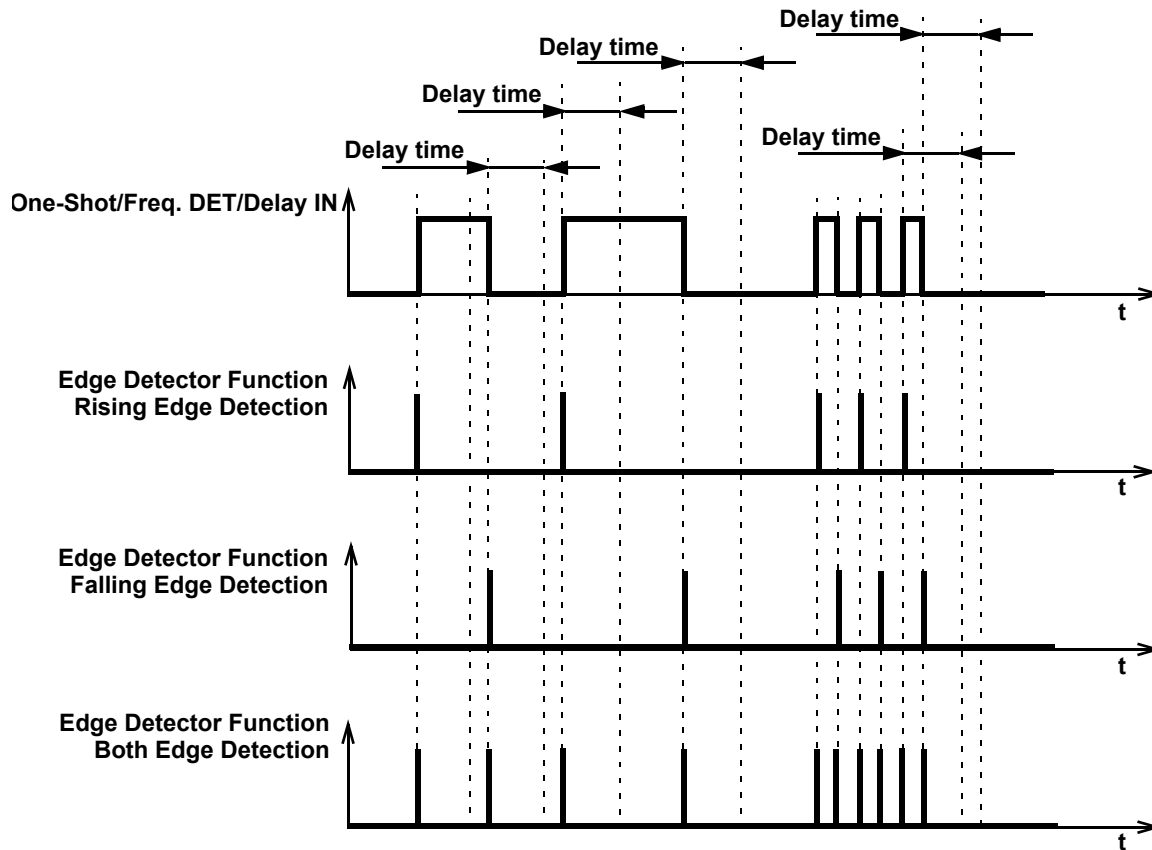 Delay time
Delay time
Delay time
Delay time
Delay time
One-Shot/Freq. DET/Delay IN
t
Edge Detector Function
Rising Edge Detection
t
Edge Detector Function
Falling Edge Detection
t
Edge Detector Function
Both Edge Detection
t